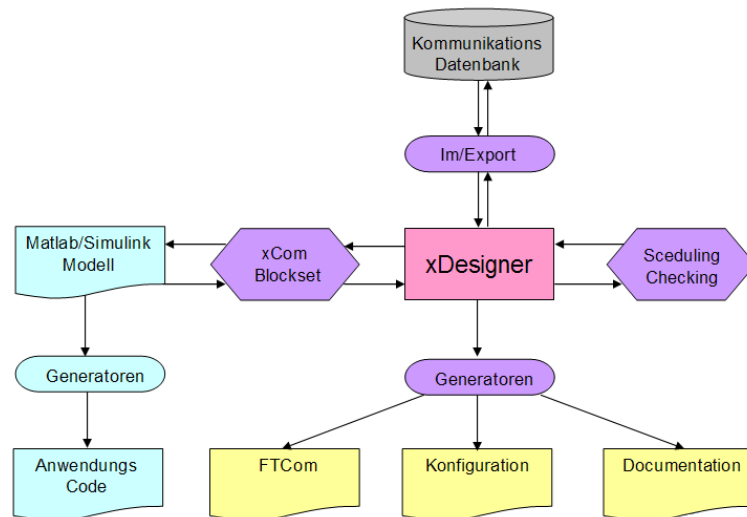 Kommunikations
Datenbank
Im/Export
Matlab/Simulink
Modell
xCom
Blockset
xDesigner
Sceduling
Checking
Generatoren
Generatoren
Anwendungs
Code
FTCom
Konfiguration
Documentation